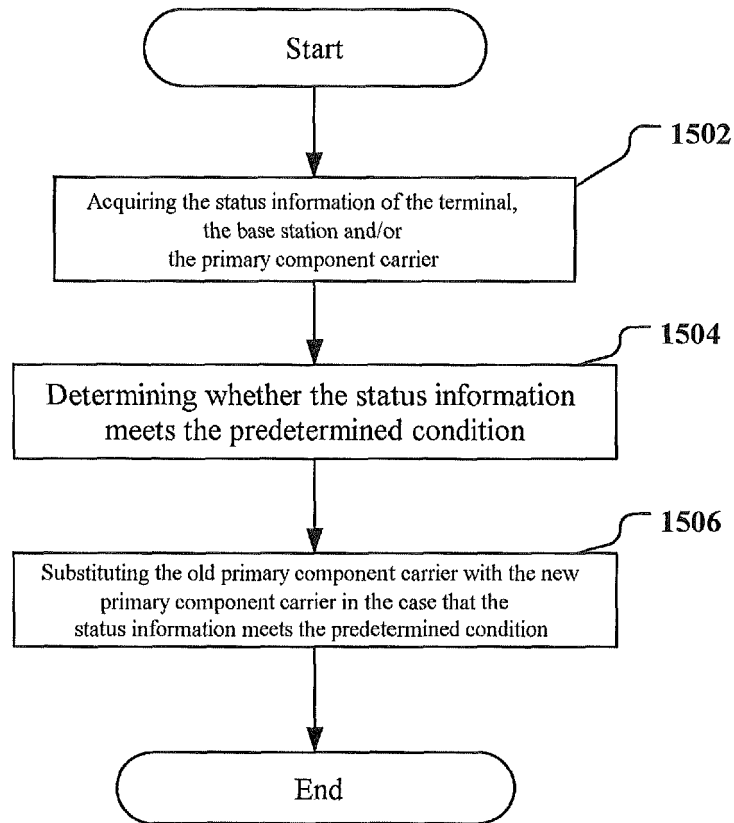 Start
1502
Acquiring the status information of the terminal,
the base station and/or
the primary component carrier
1504
Determining whether the status information
meets the predetermined condition
1506
Substituting the old primary component carrier with the new
primary component carrier in the case that the
status information meets the predetermined condition
End